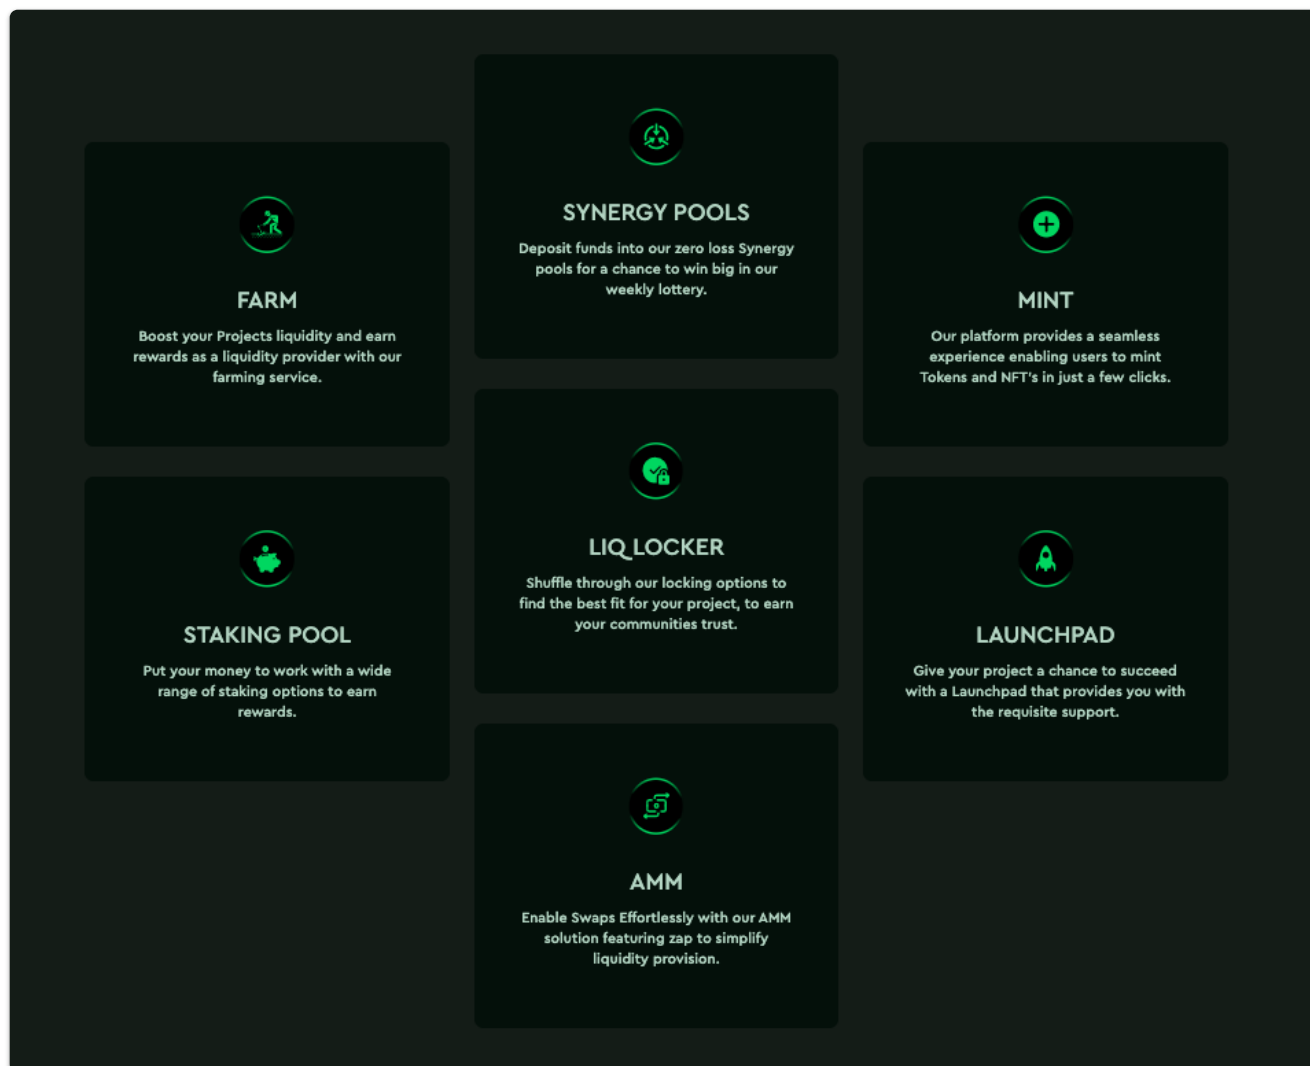 SYNERGY POOLS
Deposit funds into our zero loss Synergy
pools for a chance to win big in our
weekly lottery.
FARM
Boost your Projects liquidity and earn
rewards as a liquidity provider with our
farming service.
MINT
Our platform provides a seamless
experience enabling users to mint
Tokens and NFT's in just a few clicks.
LIQ LOCKER
Shuffle through our locking options to
find the best fit for your project, to earn
your communities trust.
STAKING POOL
Put your money to work with a wide
range of staking options to earn
rewards.
LAUNCHPAD
Give your project a chance to succeed
with a Launchpad that provides you with
the requisite support.
AMM
Enable Swaps Effortlessly with our AMM
solution featuring zap to simplify
liquidity provision.